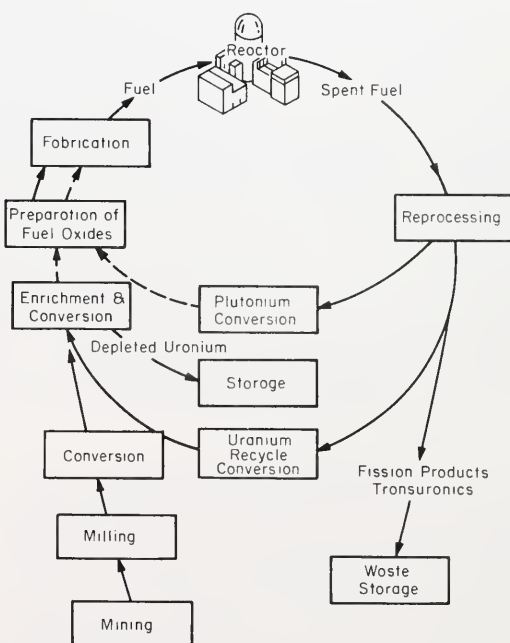 Reactor
Fuel
Spent Fuel
Fabrication
Preparation of
Fuel Oxides
Reprocessing
Enrichment &
Conversion
Plutonium
Conversion
Depleted Uranium
Storage
Uranium
Recycle
Conversion
Conversion
Fission Products
Transuranics
Milling
Waste
Storage
Mining